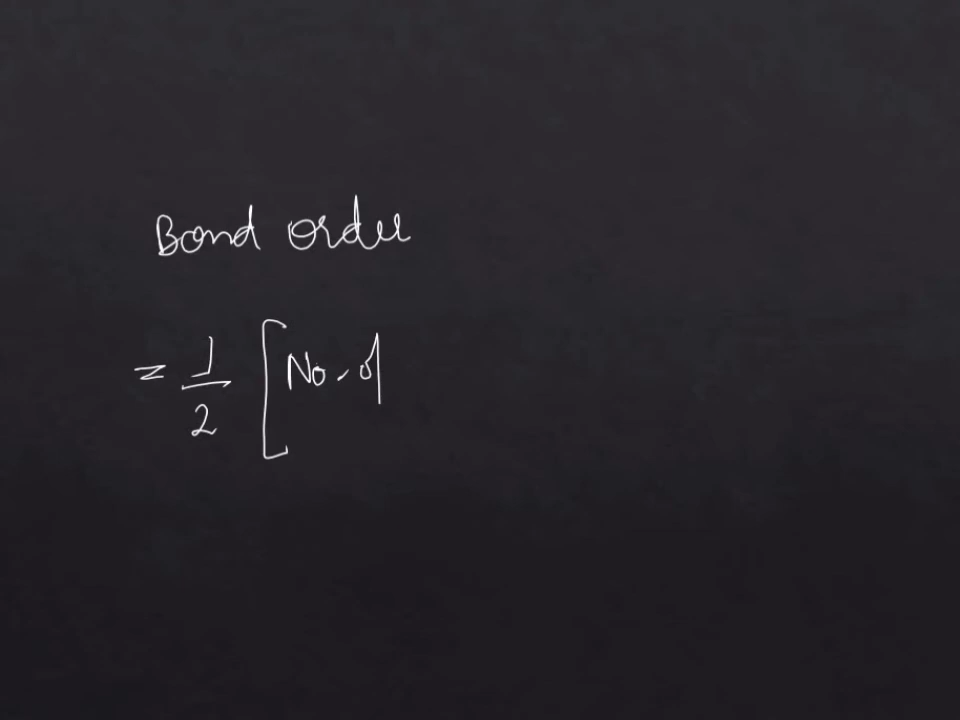 Bond order
= 1/2 [ No. of